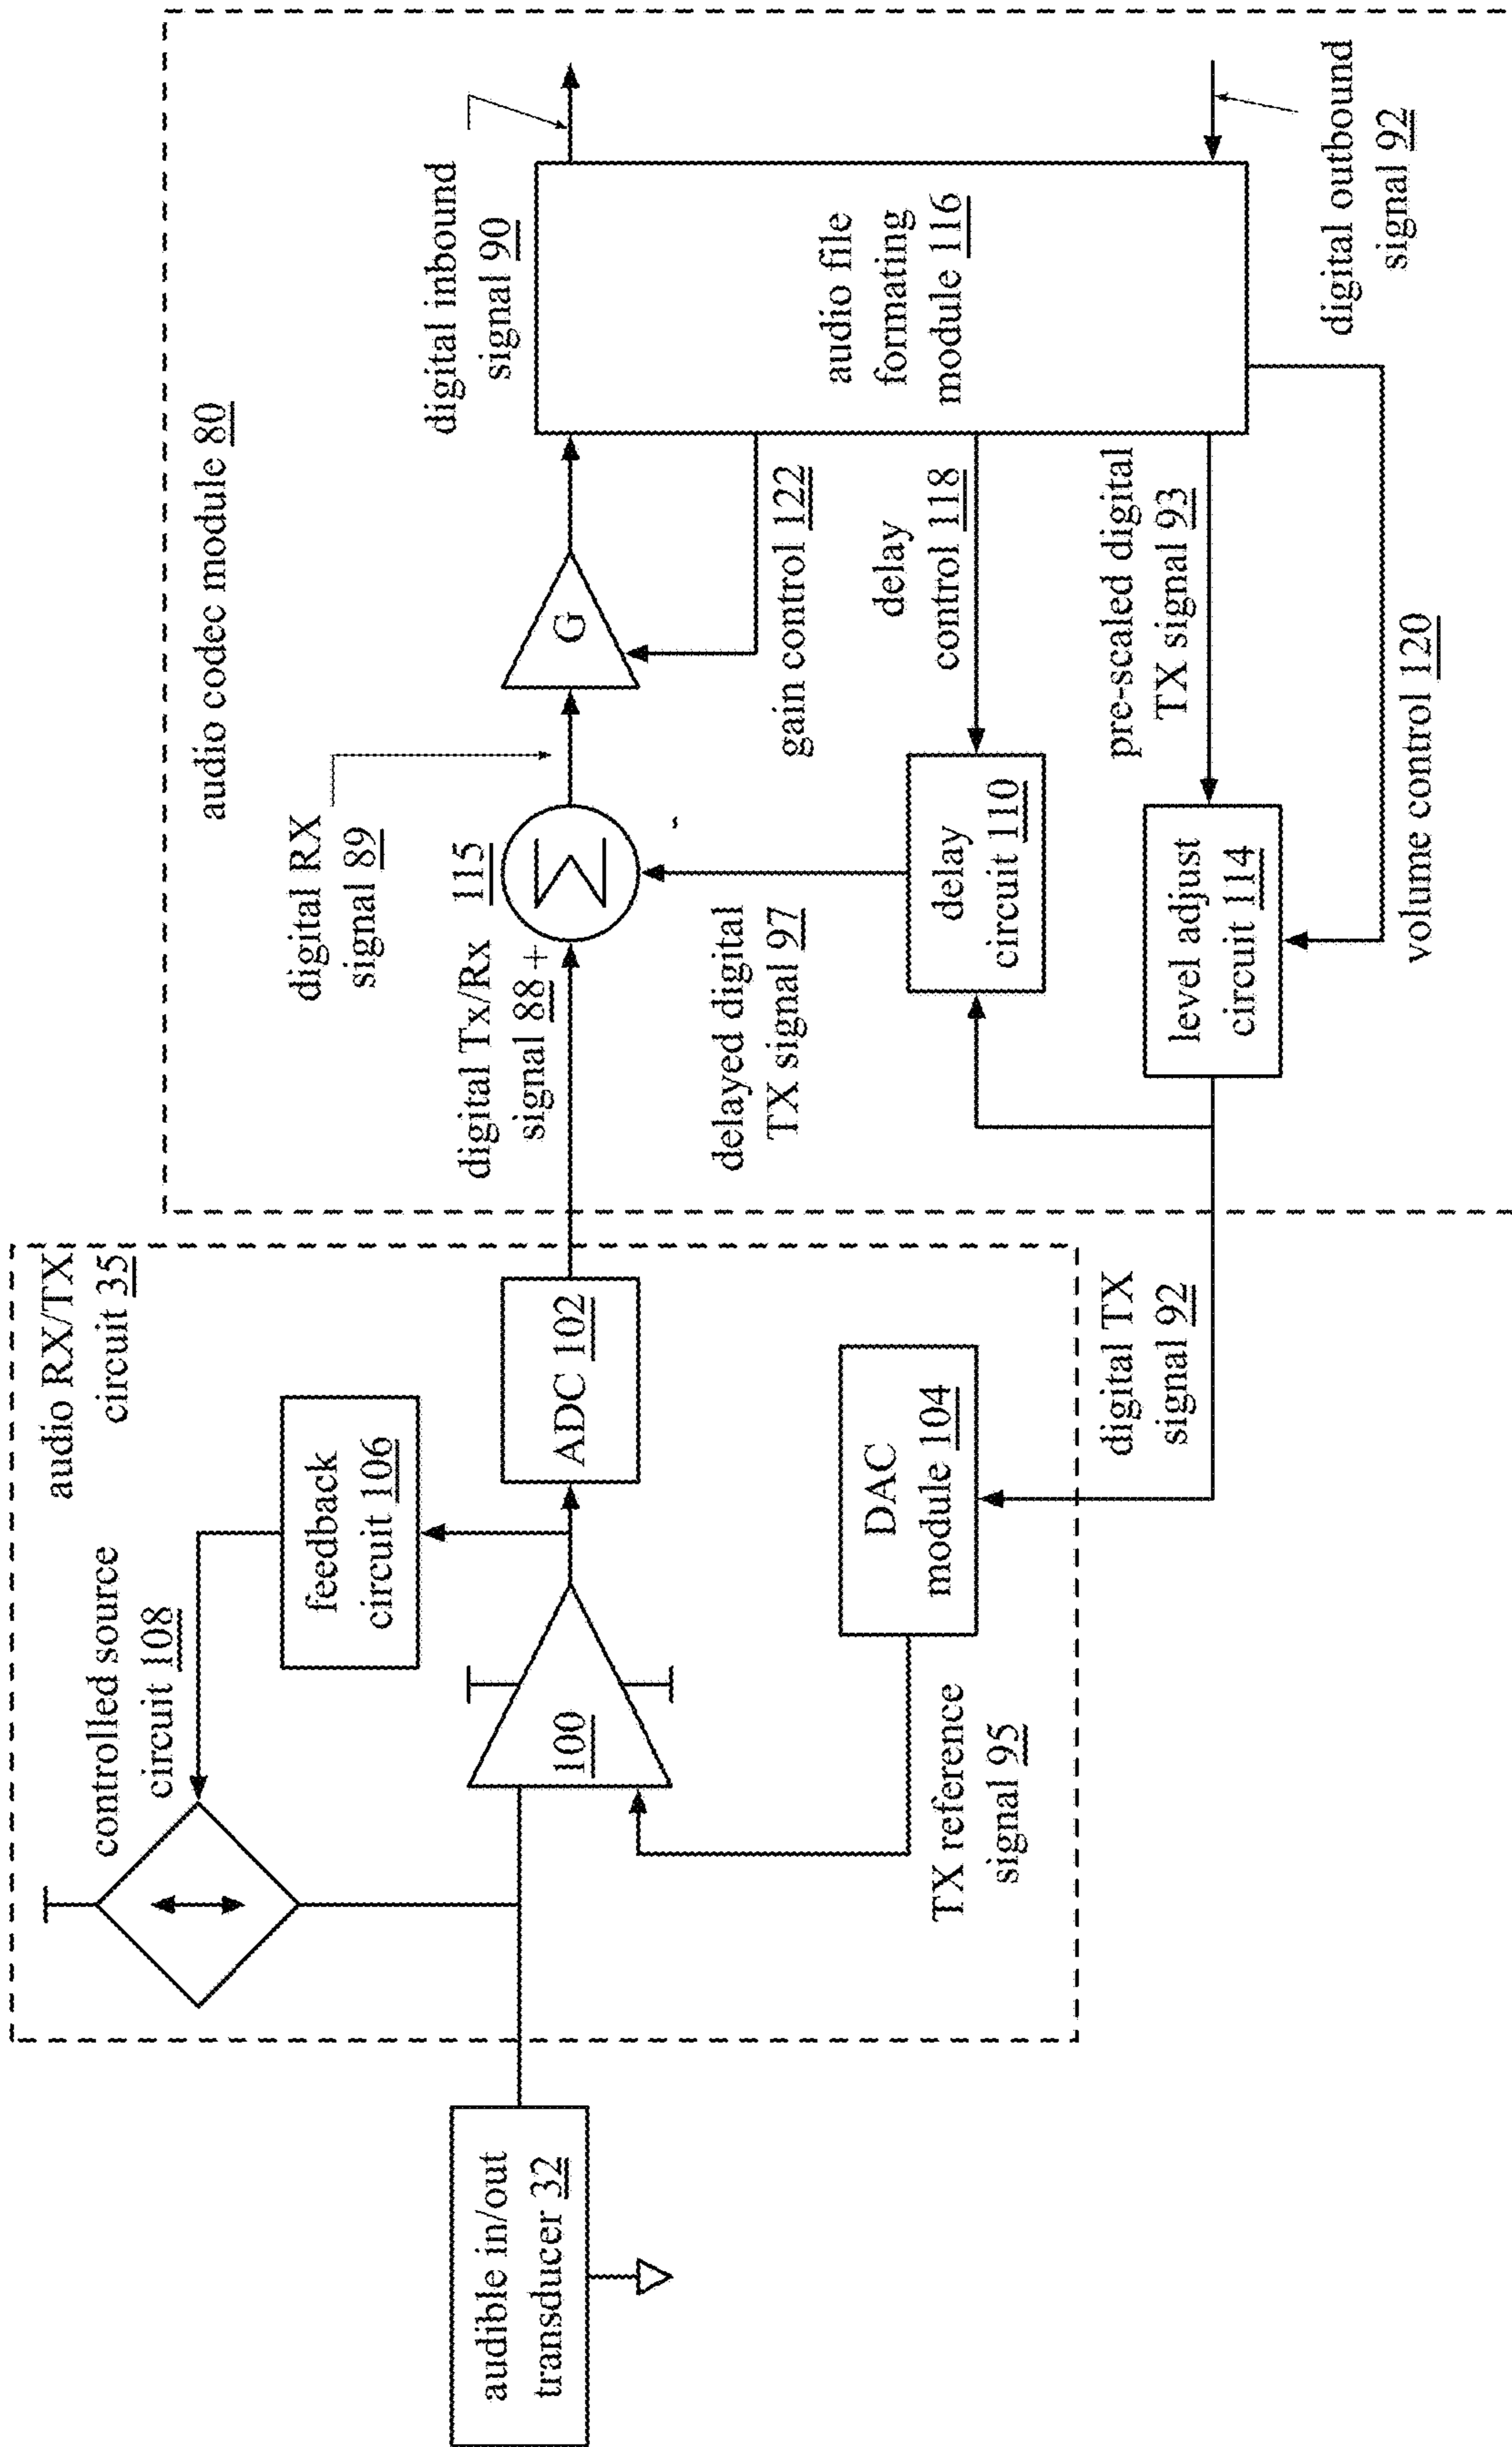 audio RX/TX
circuit 35
controlled source
circuit 108
feedback
circuit 106
ADC 102
100
audible in/out
transducer 32
DAC
module 104
TX reference
signal 95
digital TX
signal 92
audio codec module 80
digital RX
signal 89
115
Σ
digital Tx/Rx
signal 88 +
-
G
digital inbound
signal 90
gain control 122
delayed digital
TX signal 97
delay
control 118
delay
circuit 110
pre-scaled digital
TX signal 93
level adjust
circuit 114
volume control 120
audio file
formating
module 116
digital outbound
signal 92